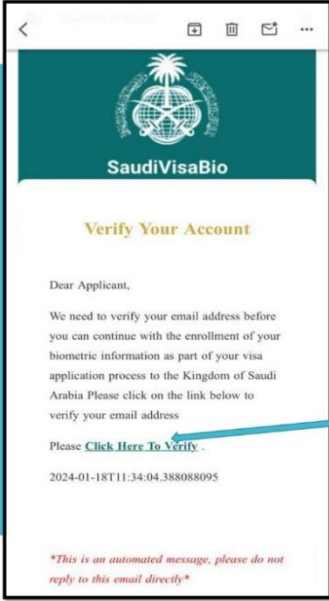 SaudiVisaBio
Verify Your Account
Dear Applicant,
We need to verify your email address before
you can continue with the enrollment of your
biometric information as part of your visa
application process to the Kingdom of Saudi
Arabia Please click on the link below to
verify your email address
Please Click Here To Verify .
2024-01-18T11:34:04.388088095
*This is an automated message, please do not
reply to this email directly*